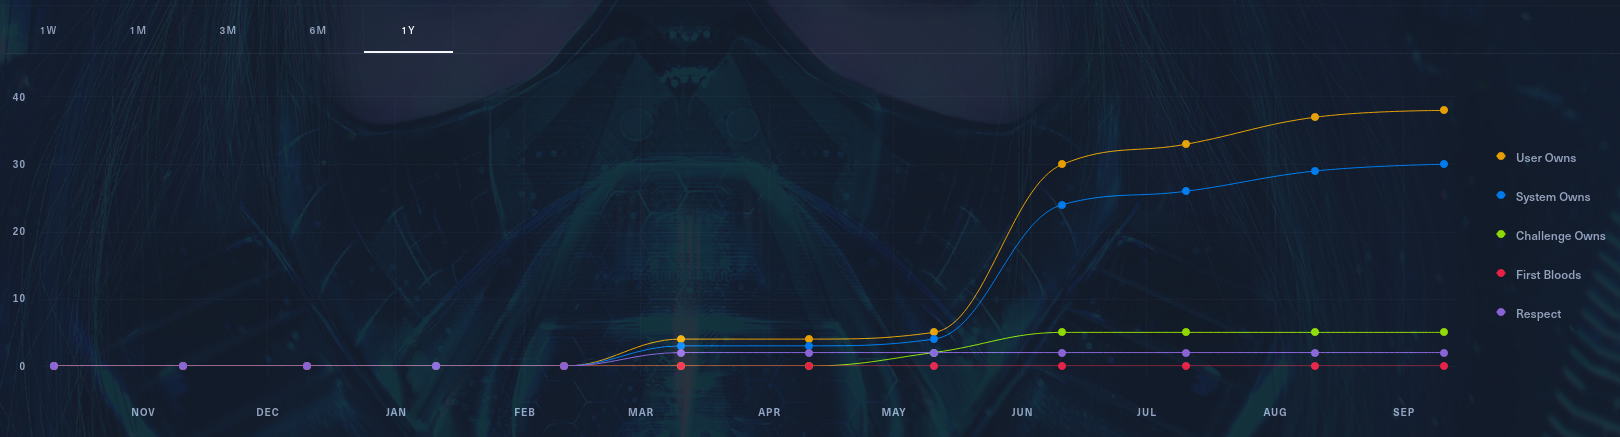 1W 1M 3M 6M 1Y
40
30
20
10
0
NOV DEC JAN FEB MAR APR MAY JUN JUL AUG SEP
User Owns
System Owns
Challenge Owns
First Bloods
Respect